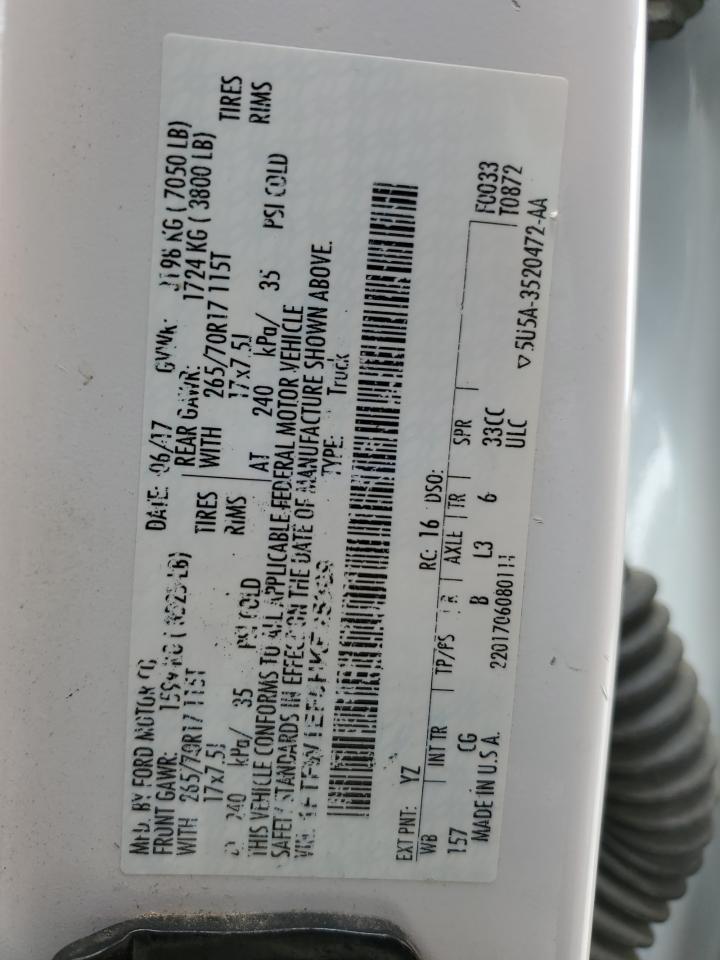 MFD. BY FORD MOTOR CO. DATE: 06/17 GVWR: 3198 KG ( 7050 LB)
FRONT GAWR: REAR GAWR: 1724 KG ( 3800 LB)
WITH 265/70R17 115T TIRES WITH 265/70R17 115T TIRES
17x7.5J RIMS 17x7.5J RIMS
240 kPa/ 35 PSI COLD AT 240 kPa/ 35 PSI COLD
THIS VEHICLE CONFORMS TO ALL APPLICABLE FEDERAL MOTOR VEHICLE
SAFETY STANDARDS IN EFFECT ON THE DATE OF MANUFACTURE SHOWN ABOVE.
VIN: TYPE: Truck
EXT PNT: YZ RC: 16 DSO: F0033
WB INT TR TP/PS R AXLE TR SPR T0872
157 CG B L3 6 33CC
ULC
MADE IN U.S.A. 2201706080111 ▽ 5U5A-3520472-AA